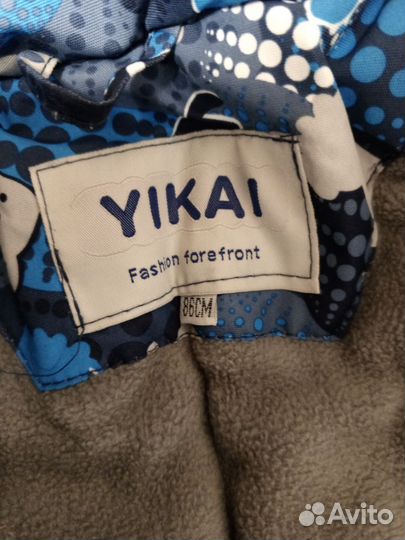 YIKAI
Fashion forefront
86CM
Avito